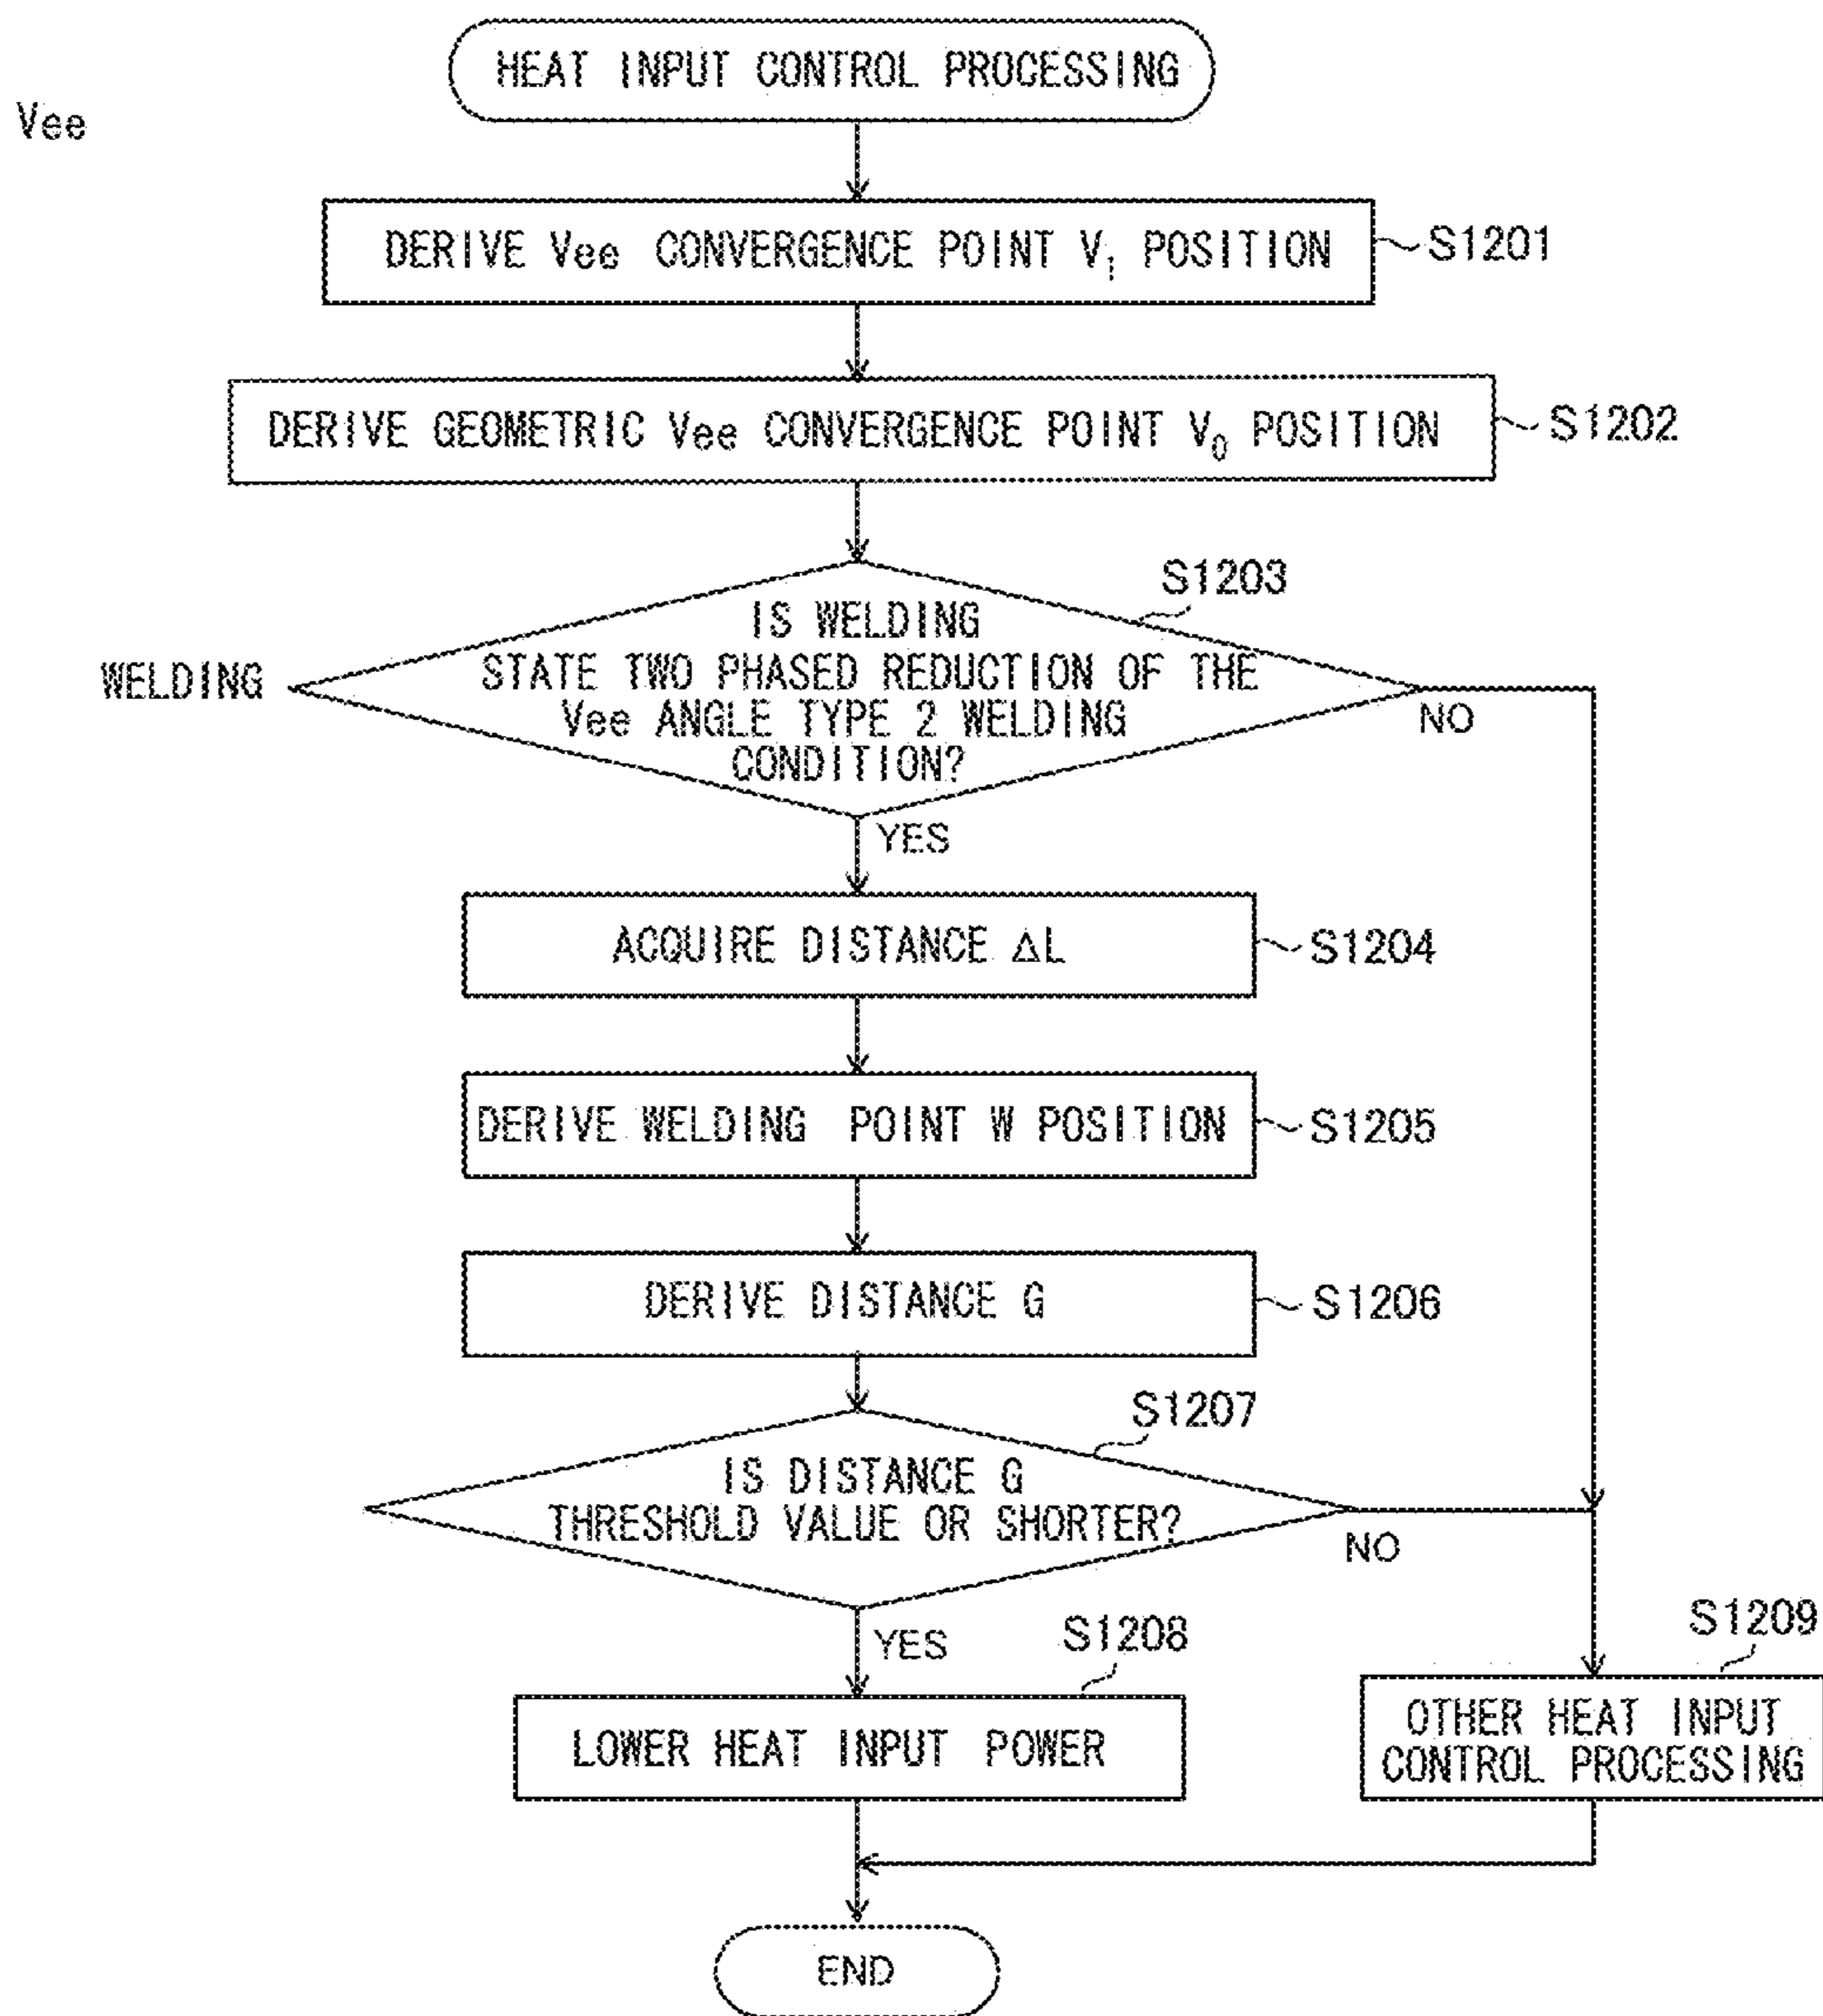 HEAT INPUT CONTROL PROCESSING
Vee
DERIVE Vee CONVERGENCE POINT V₁ POSITION
S1201
DERIVE GEOMETRIC Vee CONVERGENCE POINT V₀ POSITION
S1202
S1203
IS WELDING
STATE TWO PHASED REDUCTION OF THE
Vee ANGLE TYPE 2 WELDING
CONDITION?
WELDING
NO
YES
ACQUIRE DISTANCE ΔL
S1204
DERIVE WELDING POINT W POSITION
S1205
DERIVE DISTANCE G
S1206
S1207
IS DISTANCE G
THRESHOLD VALUE OR SHORTER?
NO
YES
S1208
LOWER HEAT INPUT POWER
S1209
OTHER HEAT INPUT
CONTROL PROCESSING
END